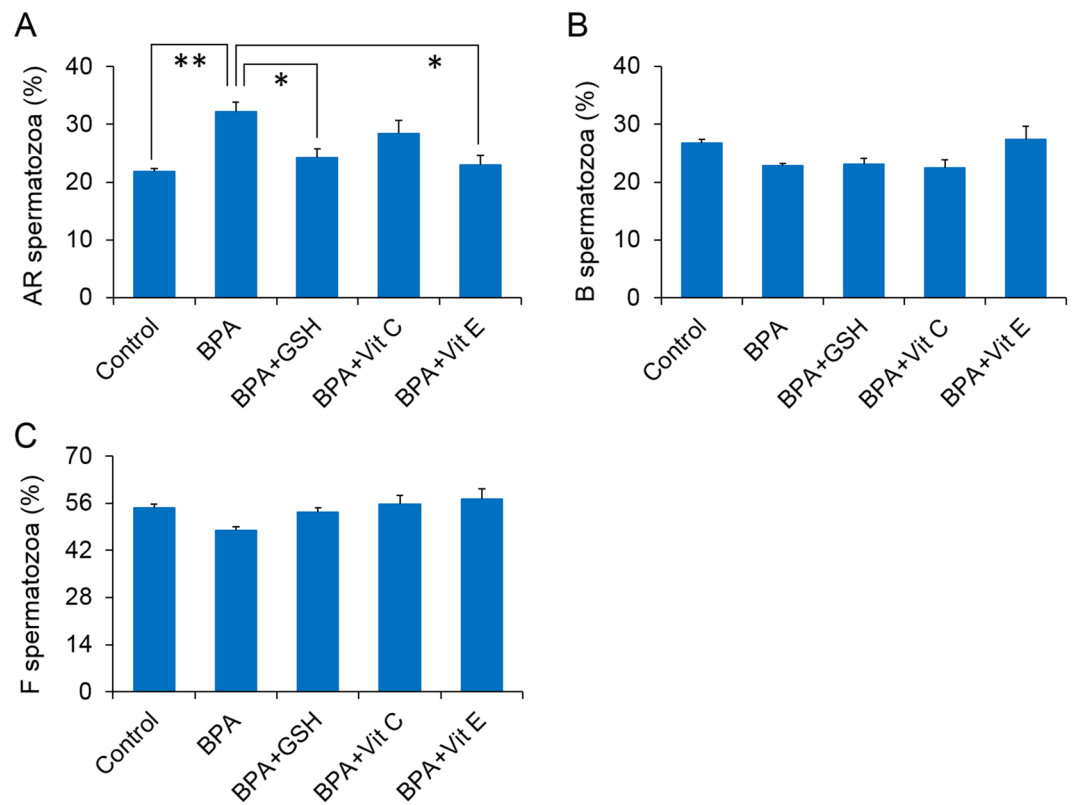 A
** * *
AR spermatozoa (%)
40
30
20
10
0
Control BPA BPA+GSH BPA+Vit C BPA+Vit E
B
B spermatozoa (%)
40
30
20
10
0
Control BPA BPA+GSH BPA+Vit C BPA+Vit E
C
F spermatozoa (%)
70
56
42
28
14
0
Control BPA BPA+GSH BPA+Vit C BPA+Vit E